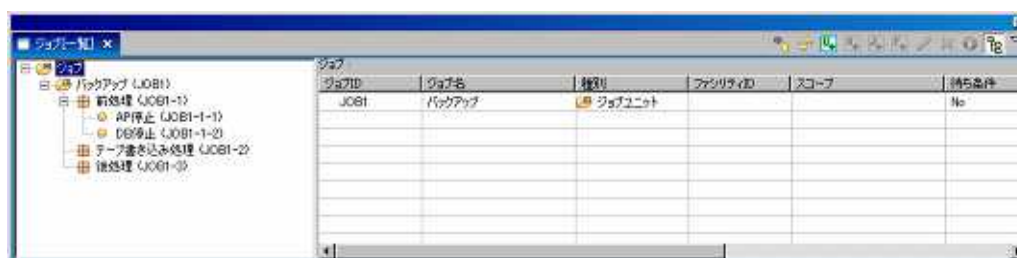 ジョブ[一覧]
ジョブ
バックアップ (JOB1)
前処理 (JOB1-1)
AP停止 (JOB1-1-1)
DB停止 (JOB1-1-2)
テープ書き込み処理 (JOB1-2)
後処理 (JOB1-3)
ジョブ
ジョブID ジョブ名 種別 ファシリティID スコープ 待ち条件
JOB1 バックアップ ジョブユニット No